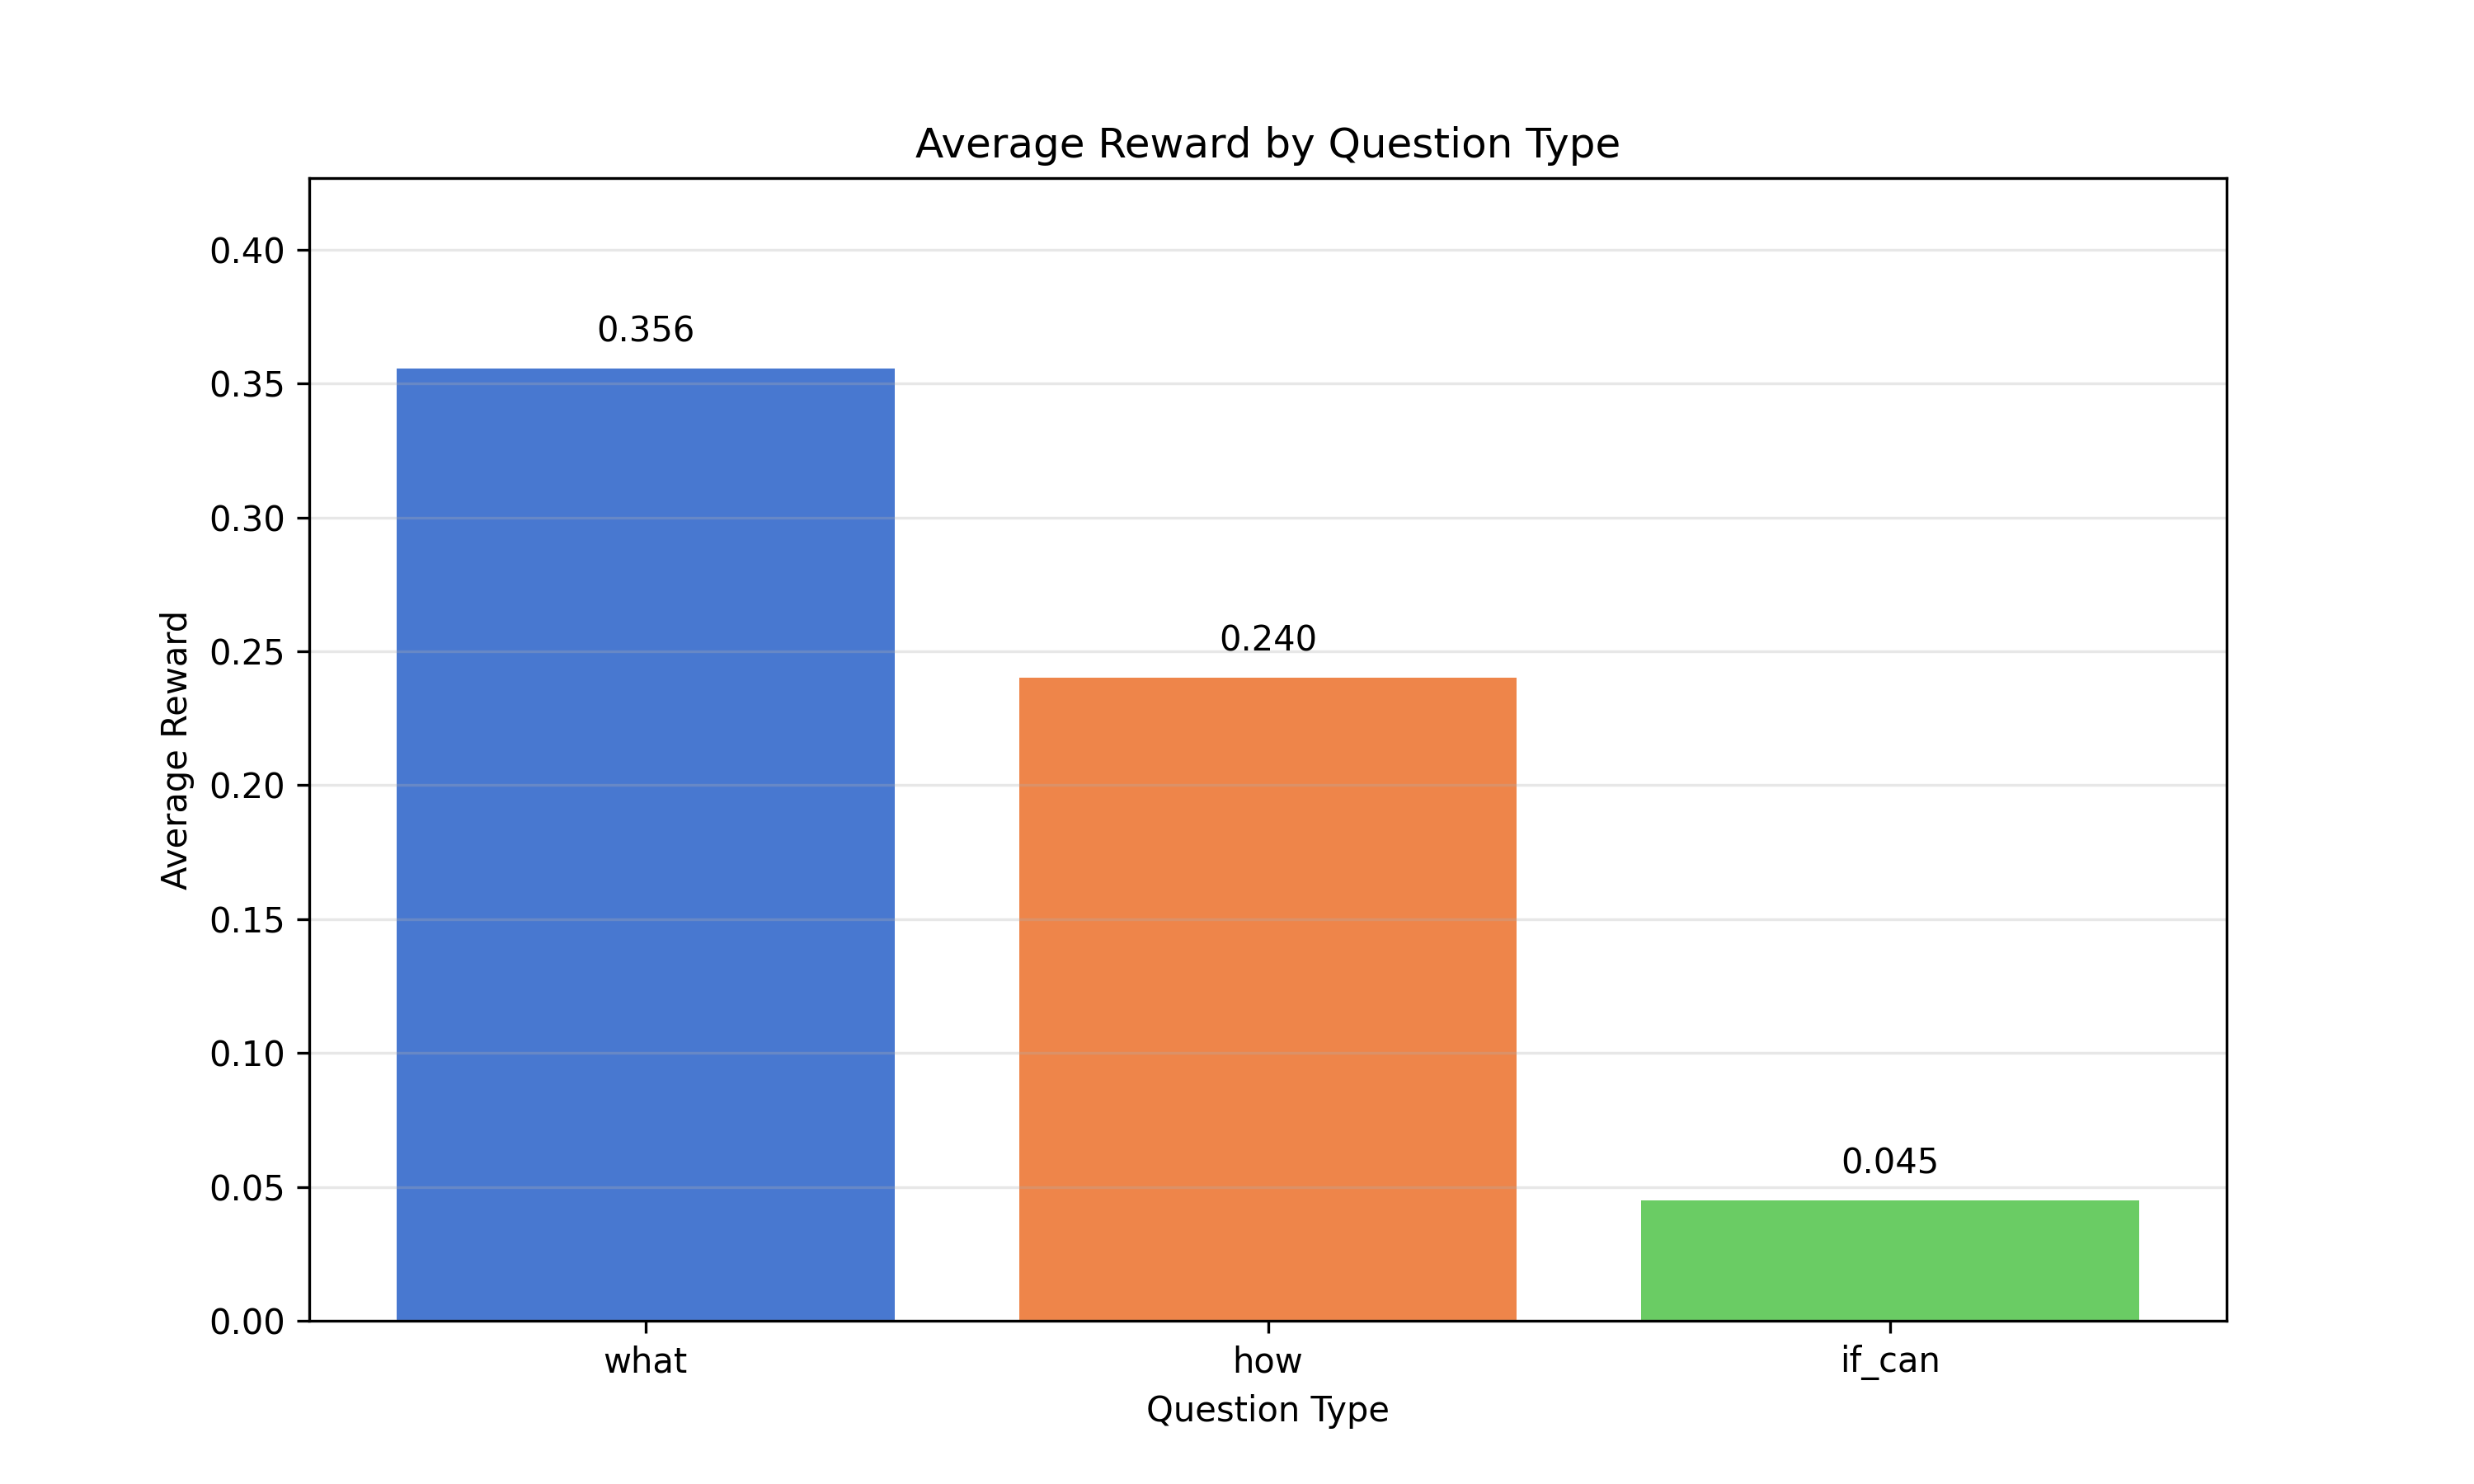 Average Reward by Question Type
0.40
0.35
0.30
0.25
0.20
0.15
0.10
0.05
0.00
Average Reward
0.356
0.240
0.045
what
how
if_can
Question Type